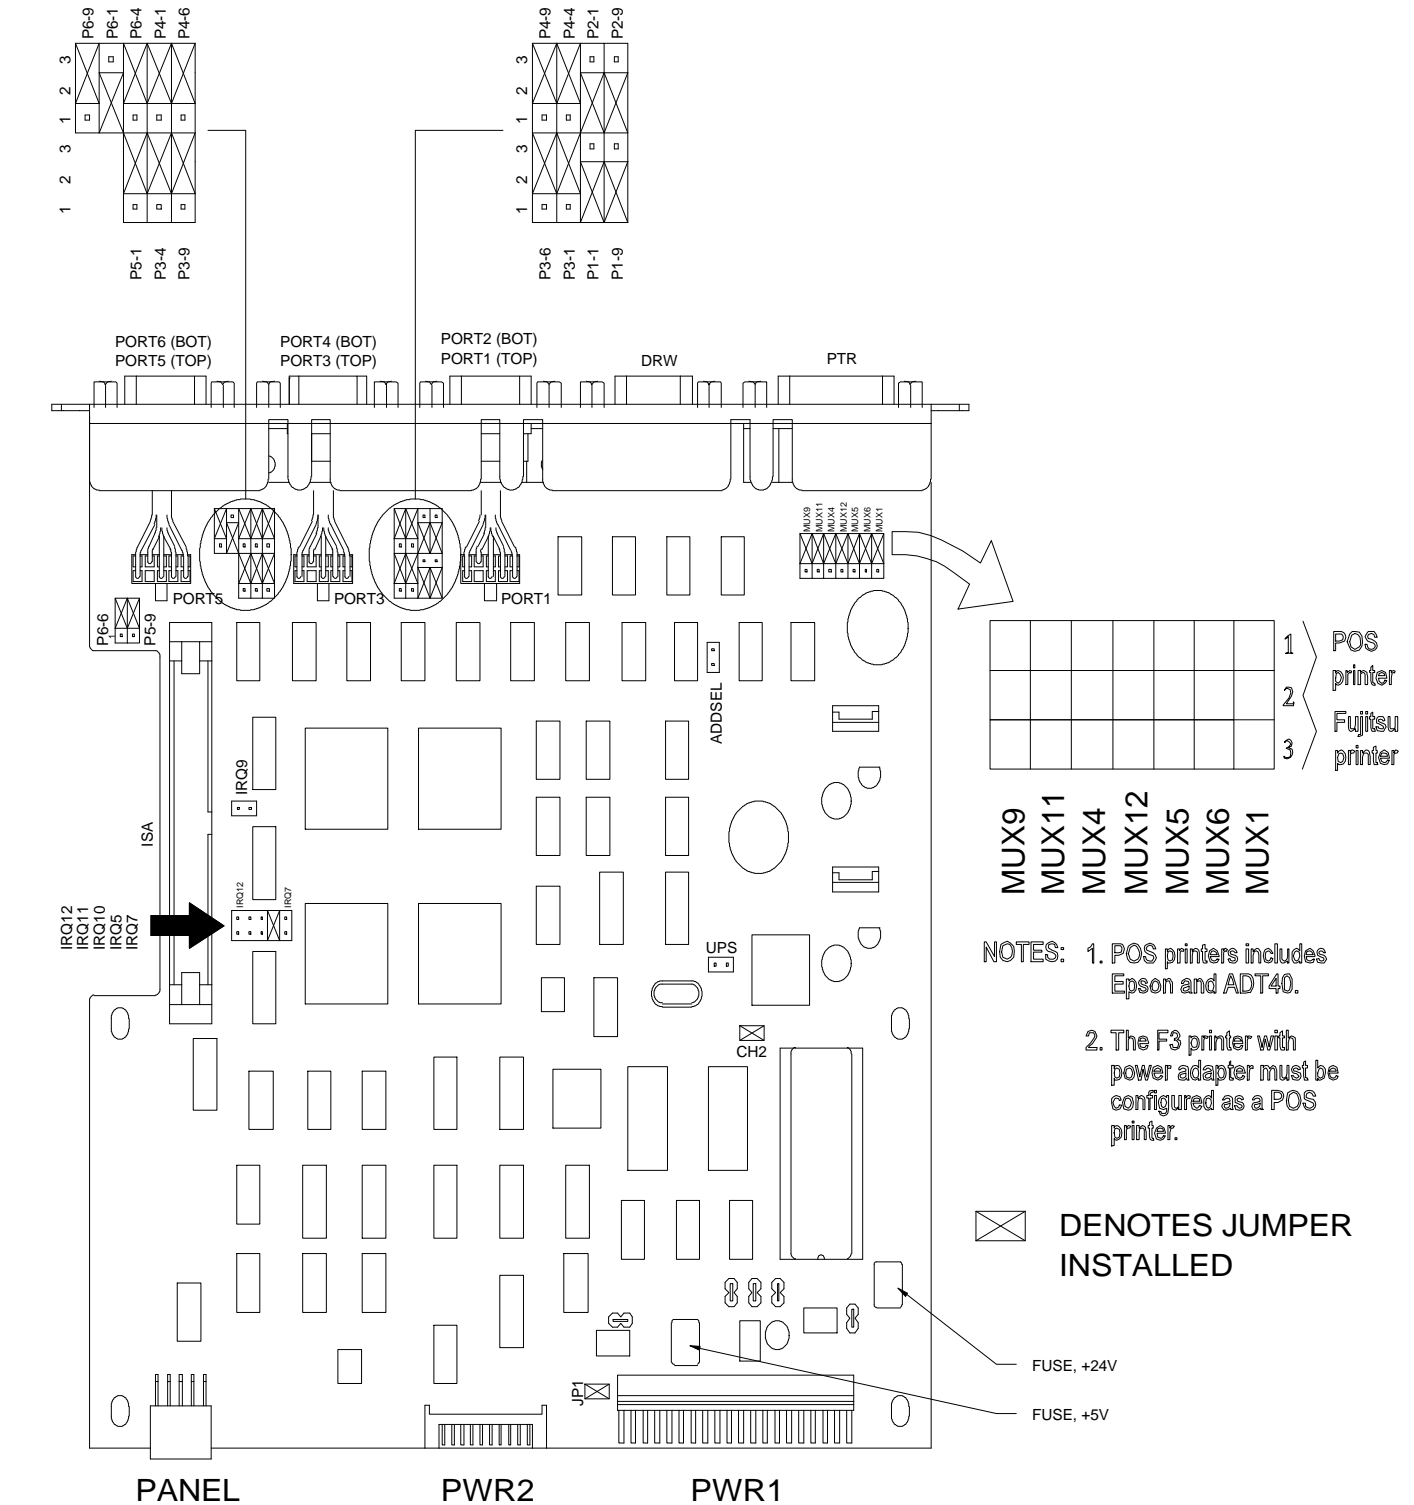 P6-9 P6-1 P6-4 P4-1 P4-6
3
2
1
3
2
1
P5-1 P3-4 P3-9
P4-9 P4-4 P2-1 P2-9
3
2
1
3
2
1
P3-6 P3-1 P1-1 P1-9
PORT6 (BOT)
PORT5 (TOP)
PORT4 (BOT)
PORT3 (TOP)
PORT2 (BOT)
PORT1 (TOP)
DRW
PTR
MUX9 MUX11 MUX4 MUX12 MUX5 MUX6 MUX1
PORT5
PORT3
PORT1
P6-6
1
P5-9
ADDSEL
1
2
3
POS
printer
Fujitsu
printer
MUX9 MUX11 MUX4 MUX12 MUX5 MUX6 MUX1
IRQ9
ISA
IRQ12
IRQ11
IRQ10
IRQ5
IRQ7
IRQ12
IRQ7
UPS
CH2
NOTES: 1. POS printers includes
Epson and ADT40.
2. The F3 printer with
power adapter must be
configured as a POS
printer.
DENOTES JUMPER
INSTALLED
FUSE, +24V
FUSE, +5V
JP1
PANEL
PWR2
PWR1